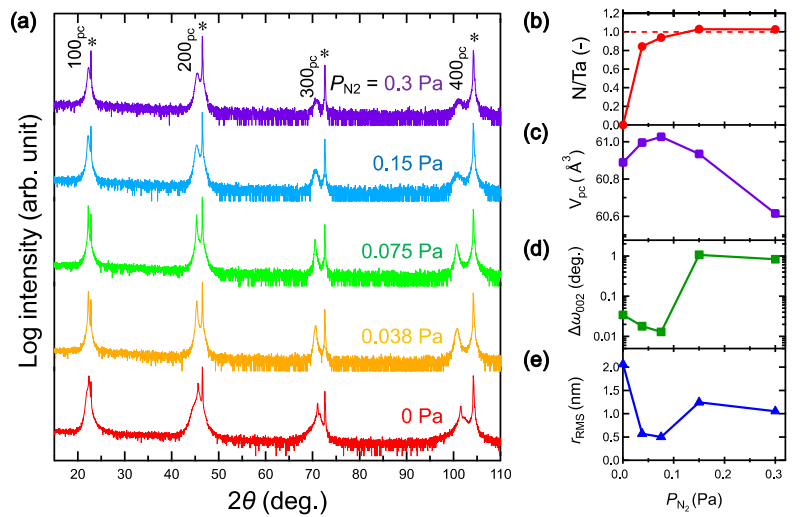 (a)
100pc
*
200pc
*
300pc
*
400pc
*
PN2 = 0.3 Pa
0.15 Pa
0.075 Pa
0.038 Pa
0 Pa
Log intensity (arb. unit)
20 30 40 50 60 70 80 90 100 110
2θ (deg.)
(b)
N/Ta (-)
1.0
0.8
0.6
0.4
0.2
0.0
(c)
Vpc ( Å3)
61.0
60.8
60.6
(d)
Δω002 (deg.)
1
0.1
0.01
(e)
rRMS (nm)
2.0
1.5
1.0
0.5
0.0
0.0 0.1 0.2 0.3
PN2 (Pa)